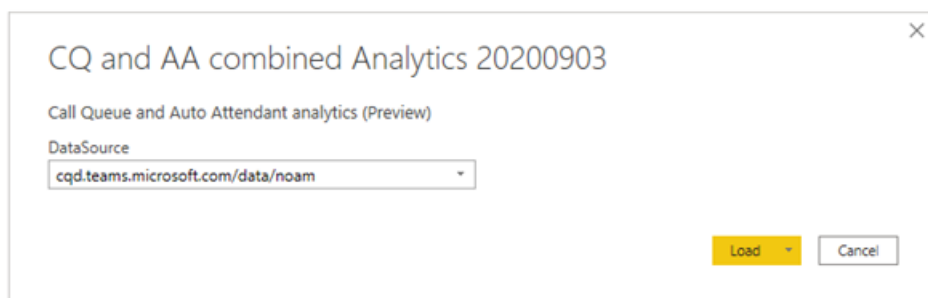 CQ and AA combined Analytics 20200903
Call Queue and Auto Attendant analytics (Preview)
DataSource
cqd.teams.microsoft.com/data/noam
Load
Cancel